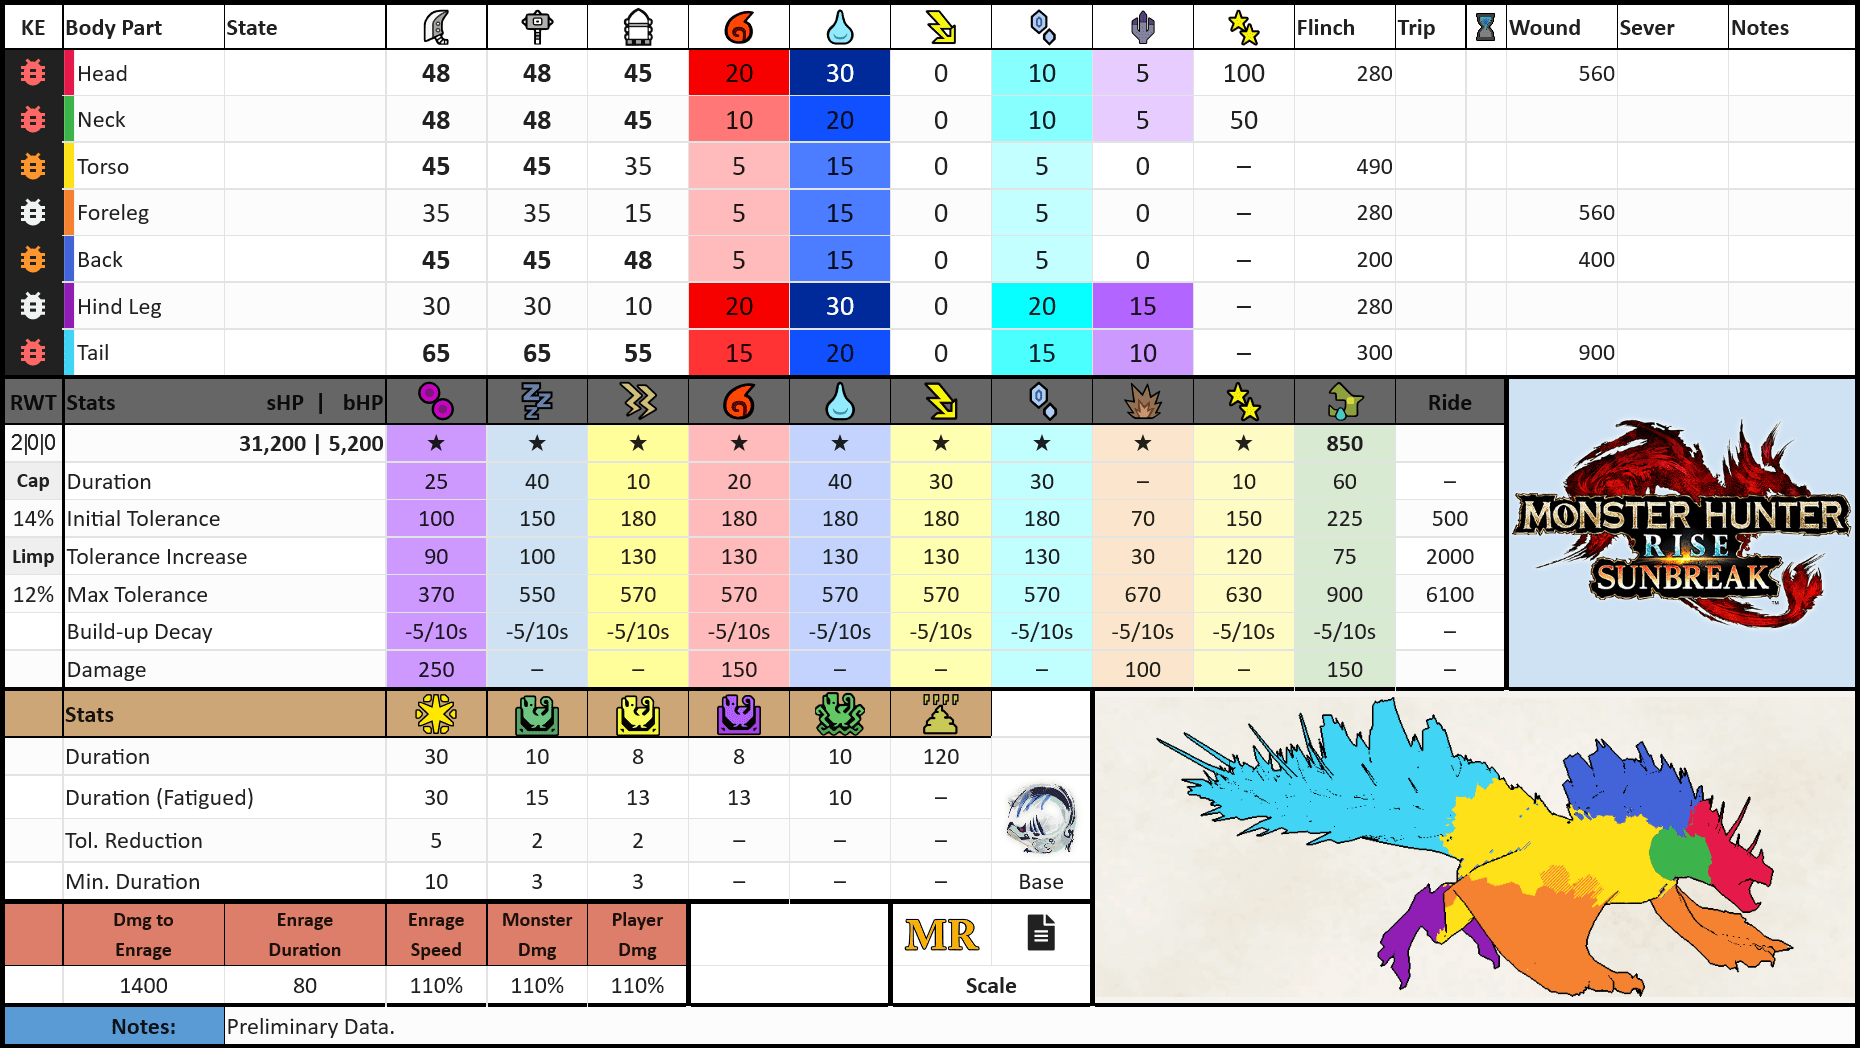 KE Body Part State Flinch Trip Wound Sever Notes
Head 48 48 45 20 30 0 10 5 100 280 560
Neck 48 48 45 10 20 0 10 5 50
Torso 45 45 35 5 15 0 5 0 – 490
Foreleg 35 35 15 5 15 0 5 0 – 280 560
Back 45 45 48 5 15 0 5 0 – 200 400
Hind Leg 30 30 10 20 30 0 20 15 – 280
Tail 65 65 55 15 20 0 15 10 – 300 900
RWT Stats sHP | bHP Ride
2|0|0 31,200 | 5,200 ★ ★ ★ ★ ★ ★ ★ ★ ★ 850
Cap Duration 25 40 10 20 40 30 30 – 10 60 –
14% Initial Tolerance 100 150 180 180 180 180 180 70 150 225 500
Limp Tolerance Increase 90 100 130 130 130 130 130 30 120 75 2000
12% Max Tolerance 370 550 570 570 570 570 570 670 630 900 6100
Build-up Decay -5/10s -5/10s -5/10s -5/10s -5/10s -5/10s -5/10s -5/10s -5/10s -5/10s –
Damage 250 – – 150 – – – 100 – 150 –
MONSTER HUNTER
RISE
SUNBREAK
™
Stats
Duration 30 10 8 8 10 120
Duration (Fatigued) 30 15 13 13 10 –
Tol. Reduction 5 2 2 – – –
Min. Duration 10 3 3 – – – Base
Dmg to Enrage Enrage Duration Enrage Speed Monster Dmg Player Dmg MR
1400 80 110% 110% 110% Scale
Notes: Preliminary Data.